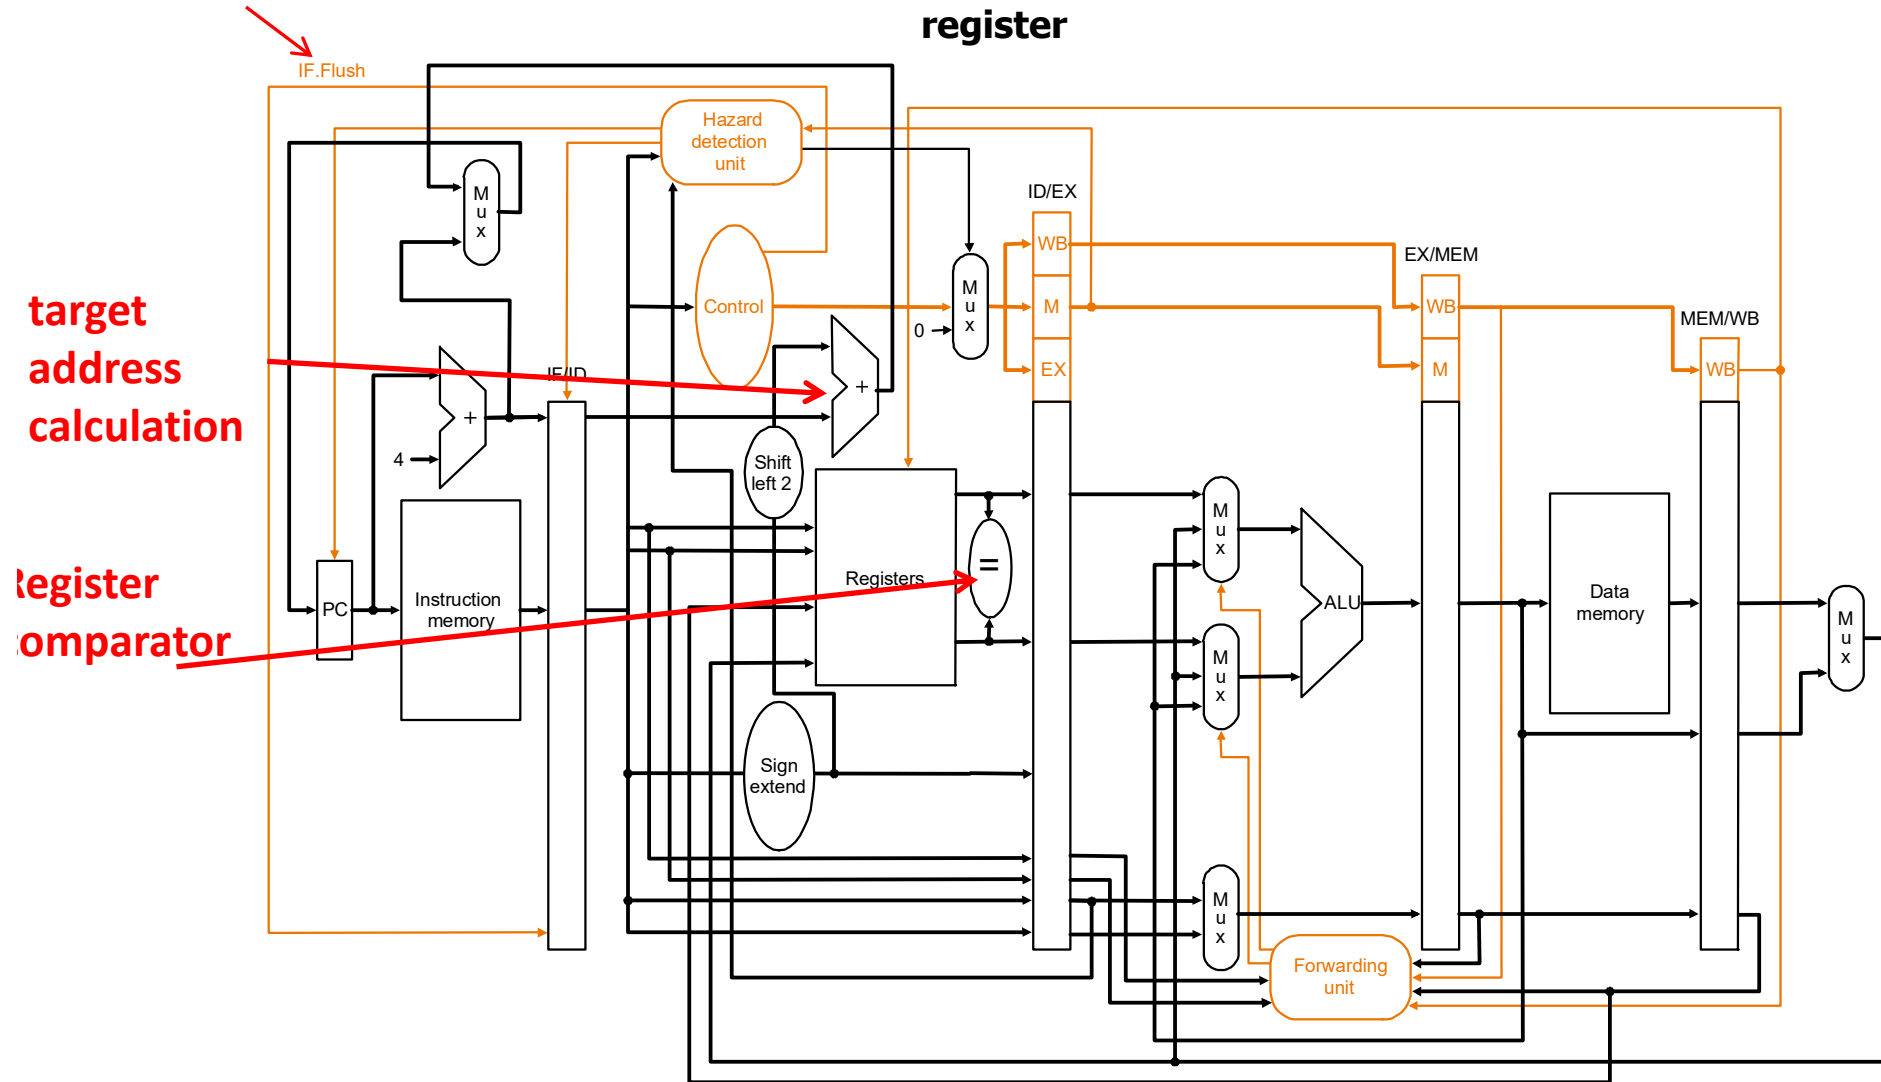 register
IF.Flush
Hazard
detection
unit
M
u
x
ID/EX
WB
EX/MEM
Control
M
u
x
M
WB
MEM/WB
0
target
address
calculation
EX
M
WB
IF/ID
+
+
4
Shift
left 2
M
u
x
=
Registers
Register
comparator
PC
Instruction
memory
ALU
Data
memory
M
u
x
M
u
x
Sign
extend
M
u
x
Forwarding
unit